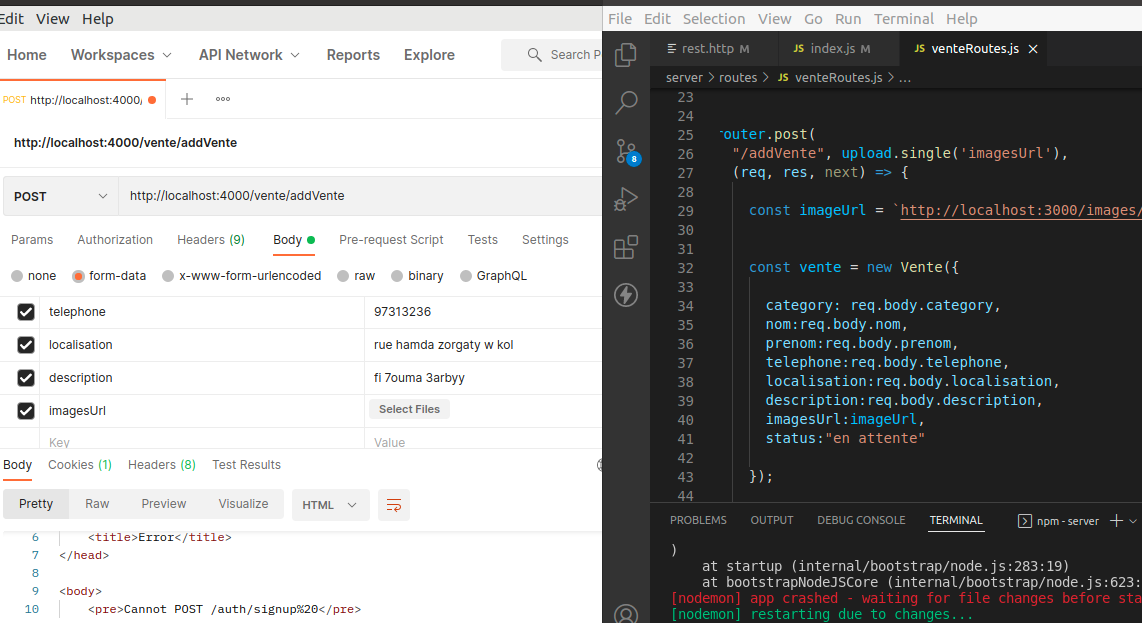 Edit View Help
Home Workspaces API Network Reports Explore Search P
POST http://localhost:4000/
http://localhost:4000/vente/addVente
POST http://localhost:4000/vente/addVente
Params Authorization Headers (9) Body Pre-request Script Tests Settings
none form-data x-www-form-urlencoded raw binary GraphQL
telephone 97313236
localisation rue hamda zorgaty w kol
description fi 7ouma 3arbyy
imagesUrl Select Files
Key Value
Body Cookies (1) Headers (8) Test Results
Pretty Raw Preview Visualize HTML
6 <title>Error</title>
7 </head>
8
9 <body>
10 <pre>Cannot POST /auth/signup%20</pre>
File Edit Selection View Go Run Terminal Help
rest.http M JS index.js M JS venteRoutes.js
server > routes > JS venteRoutes.js > ...
8
23
24
25 router.post(
26 "/addVente", upload.single('imagesUrl'),
27 (req, res, next) => {
28
29 const imageUrl = `http://localhost:3000/images/
30
31
32 const vente = new Vente({
33
34 category: req.body.category,
35 nom:req.body.nom,
36 prenom:req.body.prenom,
37 telephone:req.body.telephone,
38 localisation:req.body.localisation,
39 description:req.body.description,
40 imagesUrl:imageUrl,
41 status:"en attente"
42
43 });
44
PROBLEMS OUTPUT DEBUG CONSOLE TERMINAL npm - server
)
at startup (internal/bootstrap/node.js:283:19)
at bootstrapNodeJSCore (internal/bootstrap/node.js:623:
[nodemon] app crashed - waiting for file changes before sta
[nodemon] restarting due to changes...